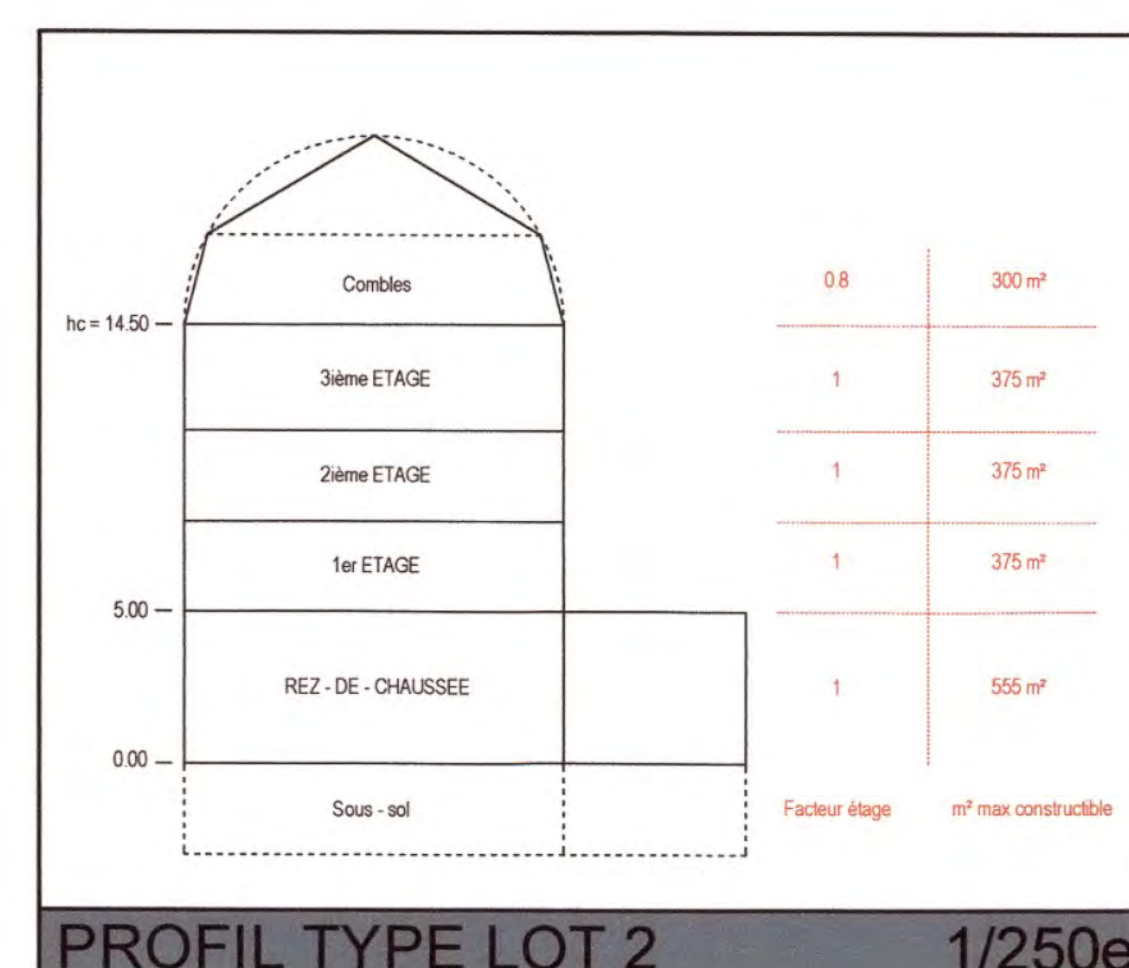 Combles 0.8 300 m²
hc = 14.50
3ième ETAGE 1 375 m²
2ième ETAGE 1 375 m²
1er ETAGE 1 375 m²
5.00
REZ - DE - CHAUSSEE 1 555 m²
0.00
Sous - sol Facteur étage m² max constructible
PROFIL TYPE LOT 2 1/250e